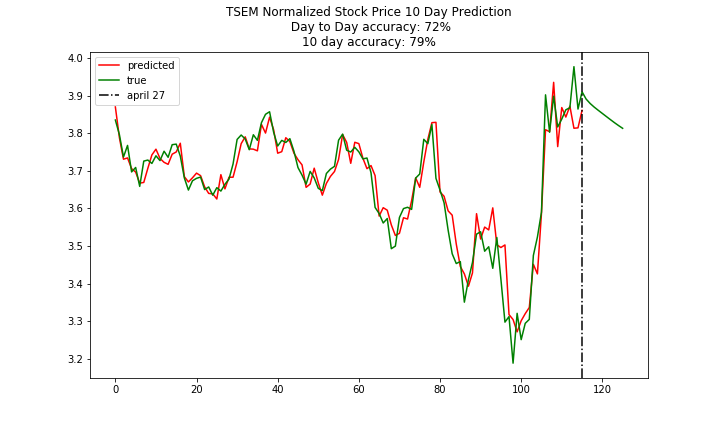 TSEM Normalized Stock Price 10 Day Prediction
Day to Day accuracy: 72%
10 day accuracy: 79%
predicted
true
april 27
4.0
3.9
3.8
3.7
3.6
3.5
3.4
3.3
3.2
0 20 40 60 80 100 120